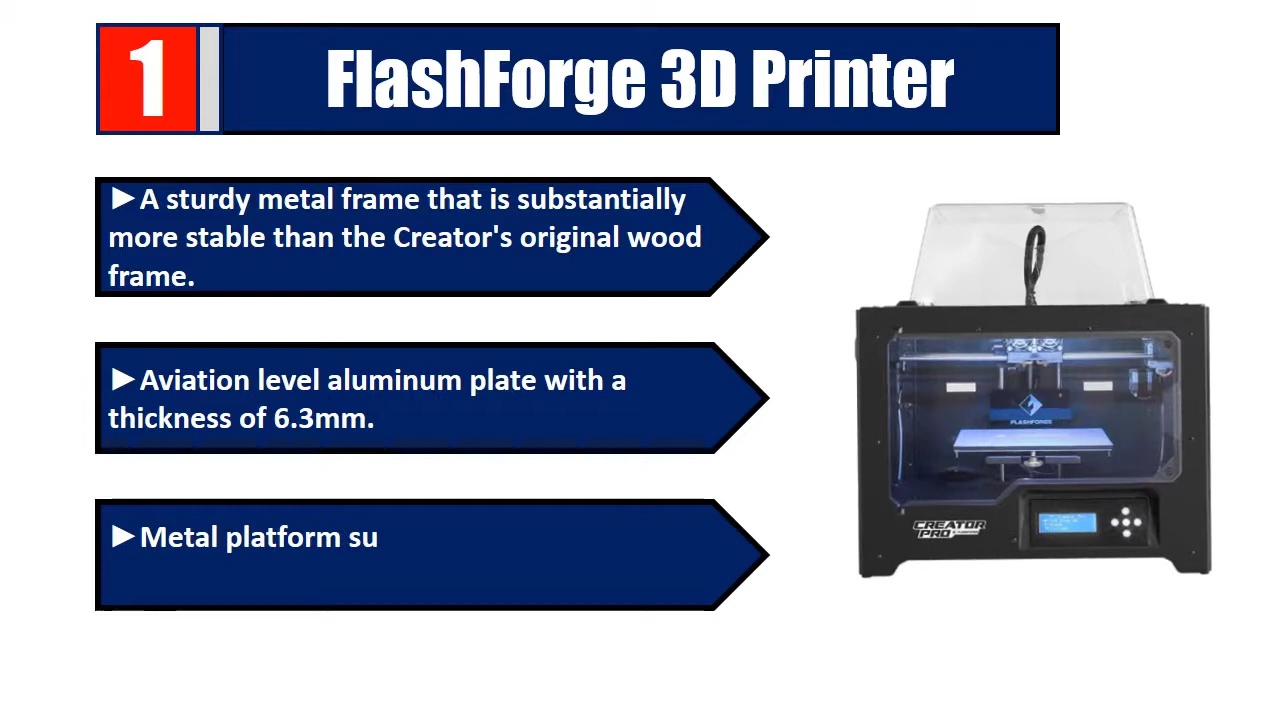 1
FlashForge 3D Printer
►A sturdy metal frame that is substantially
more stable than the Creator's original wood
frame.
►Aviation level aluminum plate with a
thickness of 6.3mm.
►Metal platform su
FLASHFORGE
CREATOR
PRO